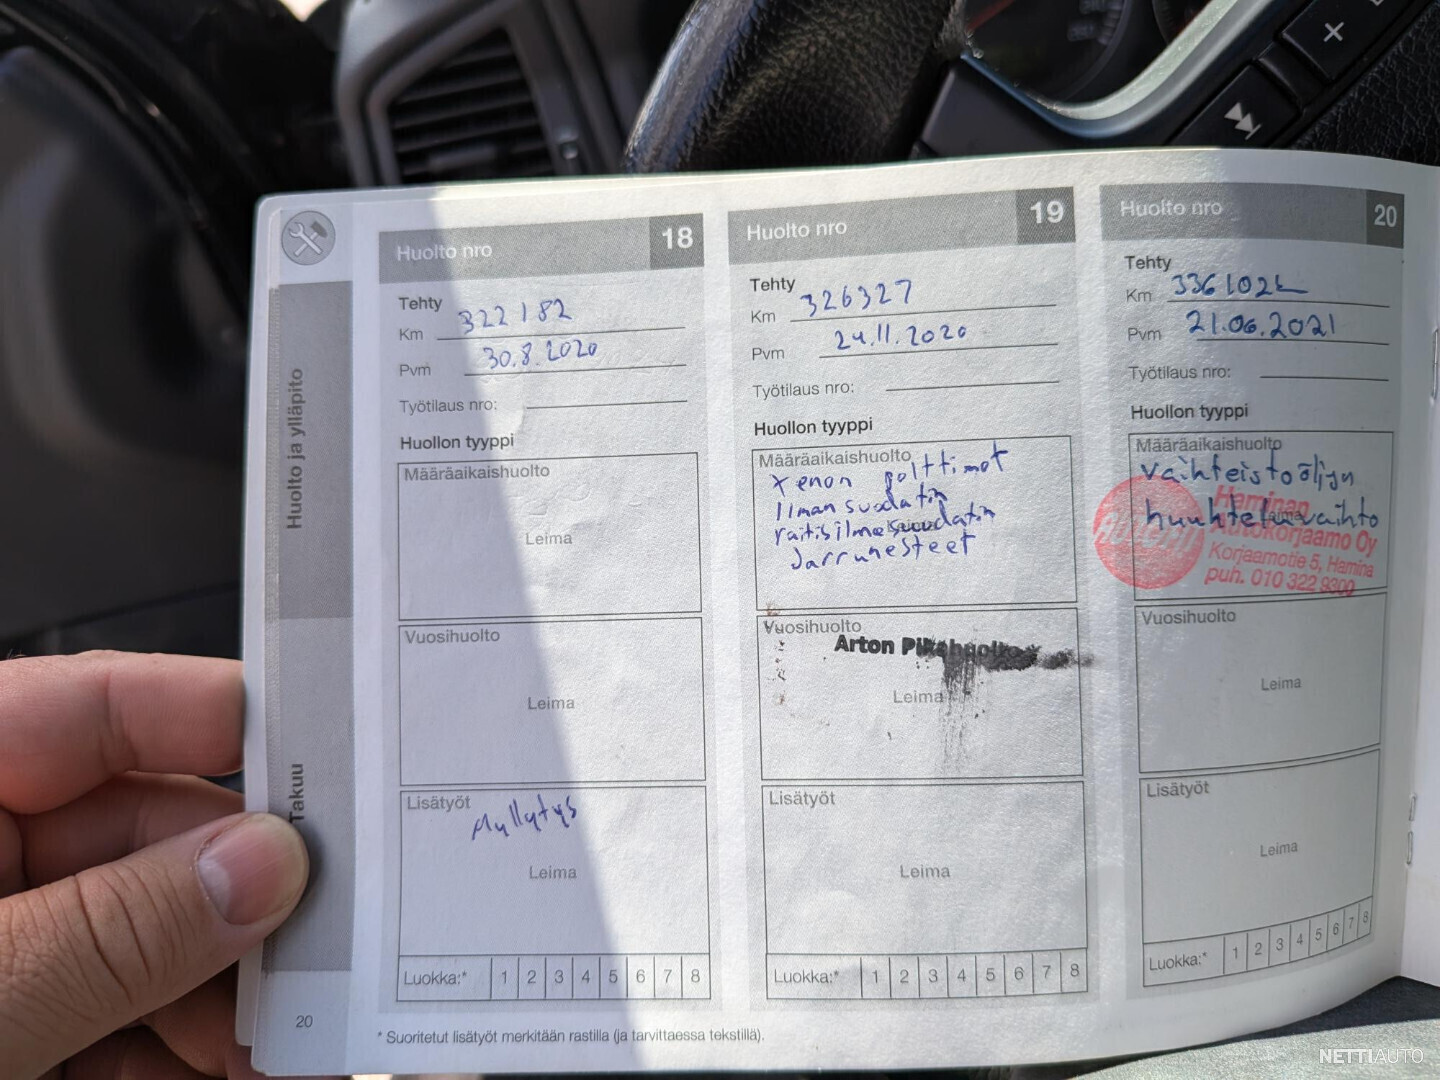 Huolto ja ylläpito
Takuu
Huolto nro 18
Tehty
Km 322182
Pvm 30.8.2020
Työtilaus nro:
Huollon tyyppi
Määräaikaishuolto
Leima
Vuosihuolto
Leima
Lisätyöt
Myllytys
Leima
Luokka:* 1 2 3 4 5 6 7 8
Huolto nro 19
Tehty
Km 326327
Pvm 24.11.2020
Työtilaus nro:
Huollon tyyppi
Määräaikaishuolto
xenon polttimot
Ilmansuodatin
raitisilmasuodatin
Jarrunesteet
Vuosihuolto
Arton Pikahuolto
Leima
Lisätyöt
Leima
Luokka:* 1 2 3 4 5 6 7 8
Huolto nro 20
Tehty
Km 336102
Pvm 21.06.2021
Työtilaus nro:
Huollon tyyppi
Määräaikaishuolto
vaihteistoöljyn
huuhteluvaihto
Leima
Haminan
Autokorjaamo Oy
Korjaamotie 5, Hamina
puh. 010 322 9300
Vuosihuolto
Leima
Lisätyöt
Leima
Luokka:* 1 2 3 4 5 6 7 8
20
* Suoritetut lisätyöt merkitään rastilla (ja tarvittaessa tekstillä).
NETTIAUTO